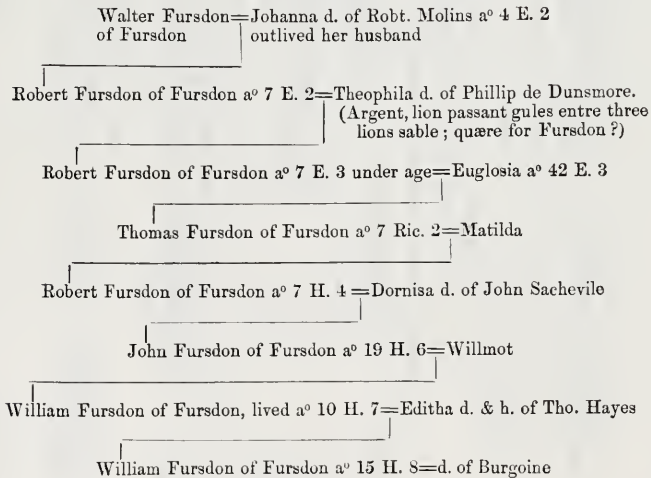 Walter Fursdon=Johanna d. of Robt. Molins aº 4 E. 2
of Fursdon outlived her husband
Robert Fursdon of Fursdon aº 7 E. 2=Theophila d. of Phillip de Dunsmore.
(Argent, lion passant gules entre three
lions sable; quære for Fursdon?)
Robert Fursdon of Fursdon aº 7 E. 3 under age=Euglosia aº 42 E. 3
Thomas Fursdon of Fursdon aº 7 Ric. 2=Matilda
Robert Fursdon of Fursdon aº 7 H. 4=Dornisa d. of John Sachevile
John Fursdon of Fursdon aº 19 H. 6=Willmot
William Fursdon of Fursdon, lived aº 10 H. 7=Editha d. & h. of Tho. Hayes
William Fursdon of Fursdon aº 15 H. 8=d. of Burgoine